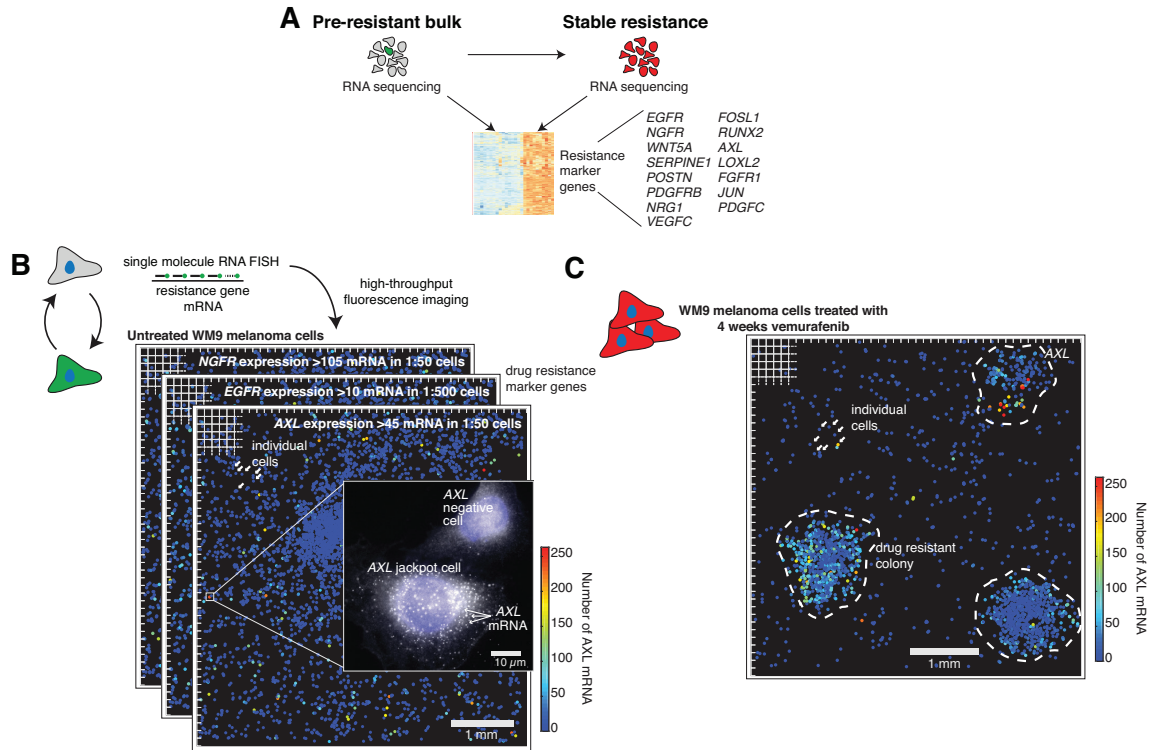 A
Pre-resistant bulk
Stable resistance
RNA sequencing
RNA sequencing
Resistance
marker
genes
EGFR FOSL1
NGFR RUNX2
WNT5A AXL
SERPINE1 LOXL2
POSTN FGFR1
PDGFRB JUN
NRG1 PDGFC
VEGFC
B
single molecule RNA FISH
resistance gene
mRNA
high-throughput
fluorescence imaging
Untreated WM9 melanoma cells
NGFR expression >105 mRNA in 1:50 cells
EGFR expression >10 mRNA in 1:500 cells
AXL expression >45 mRNA in 1:50 cells
drug resistance
marker genes
individual
cells
AXL
negative
cell
AXL jackpot cell
AXL
mRNA
10 µm
1 mm
250
200
150
100
50
0
Number of AXL mRNA
C
WM9 melanoma cells treated with
4 weeks vemurafenib
AXL
individual
cells
drug resistant
colony
1 mm
250
200
150
100
50
0
Number of AXL mRNA